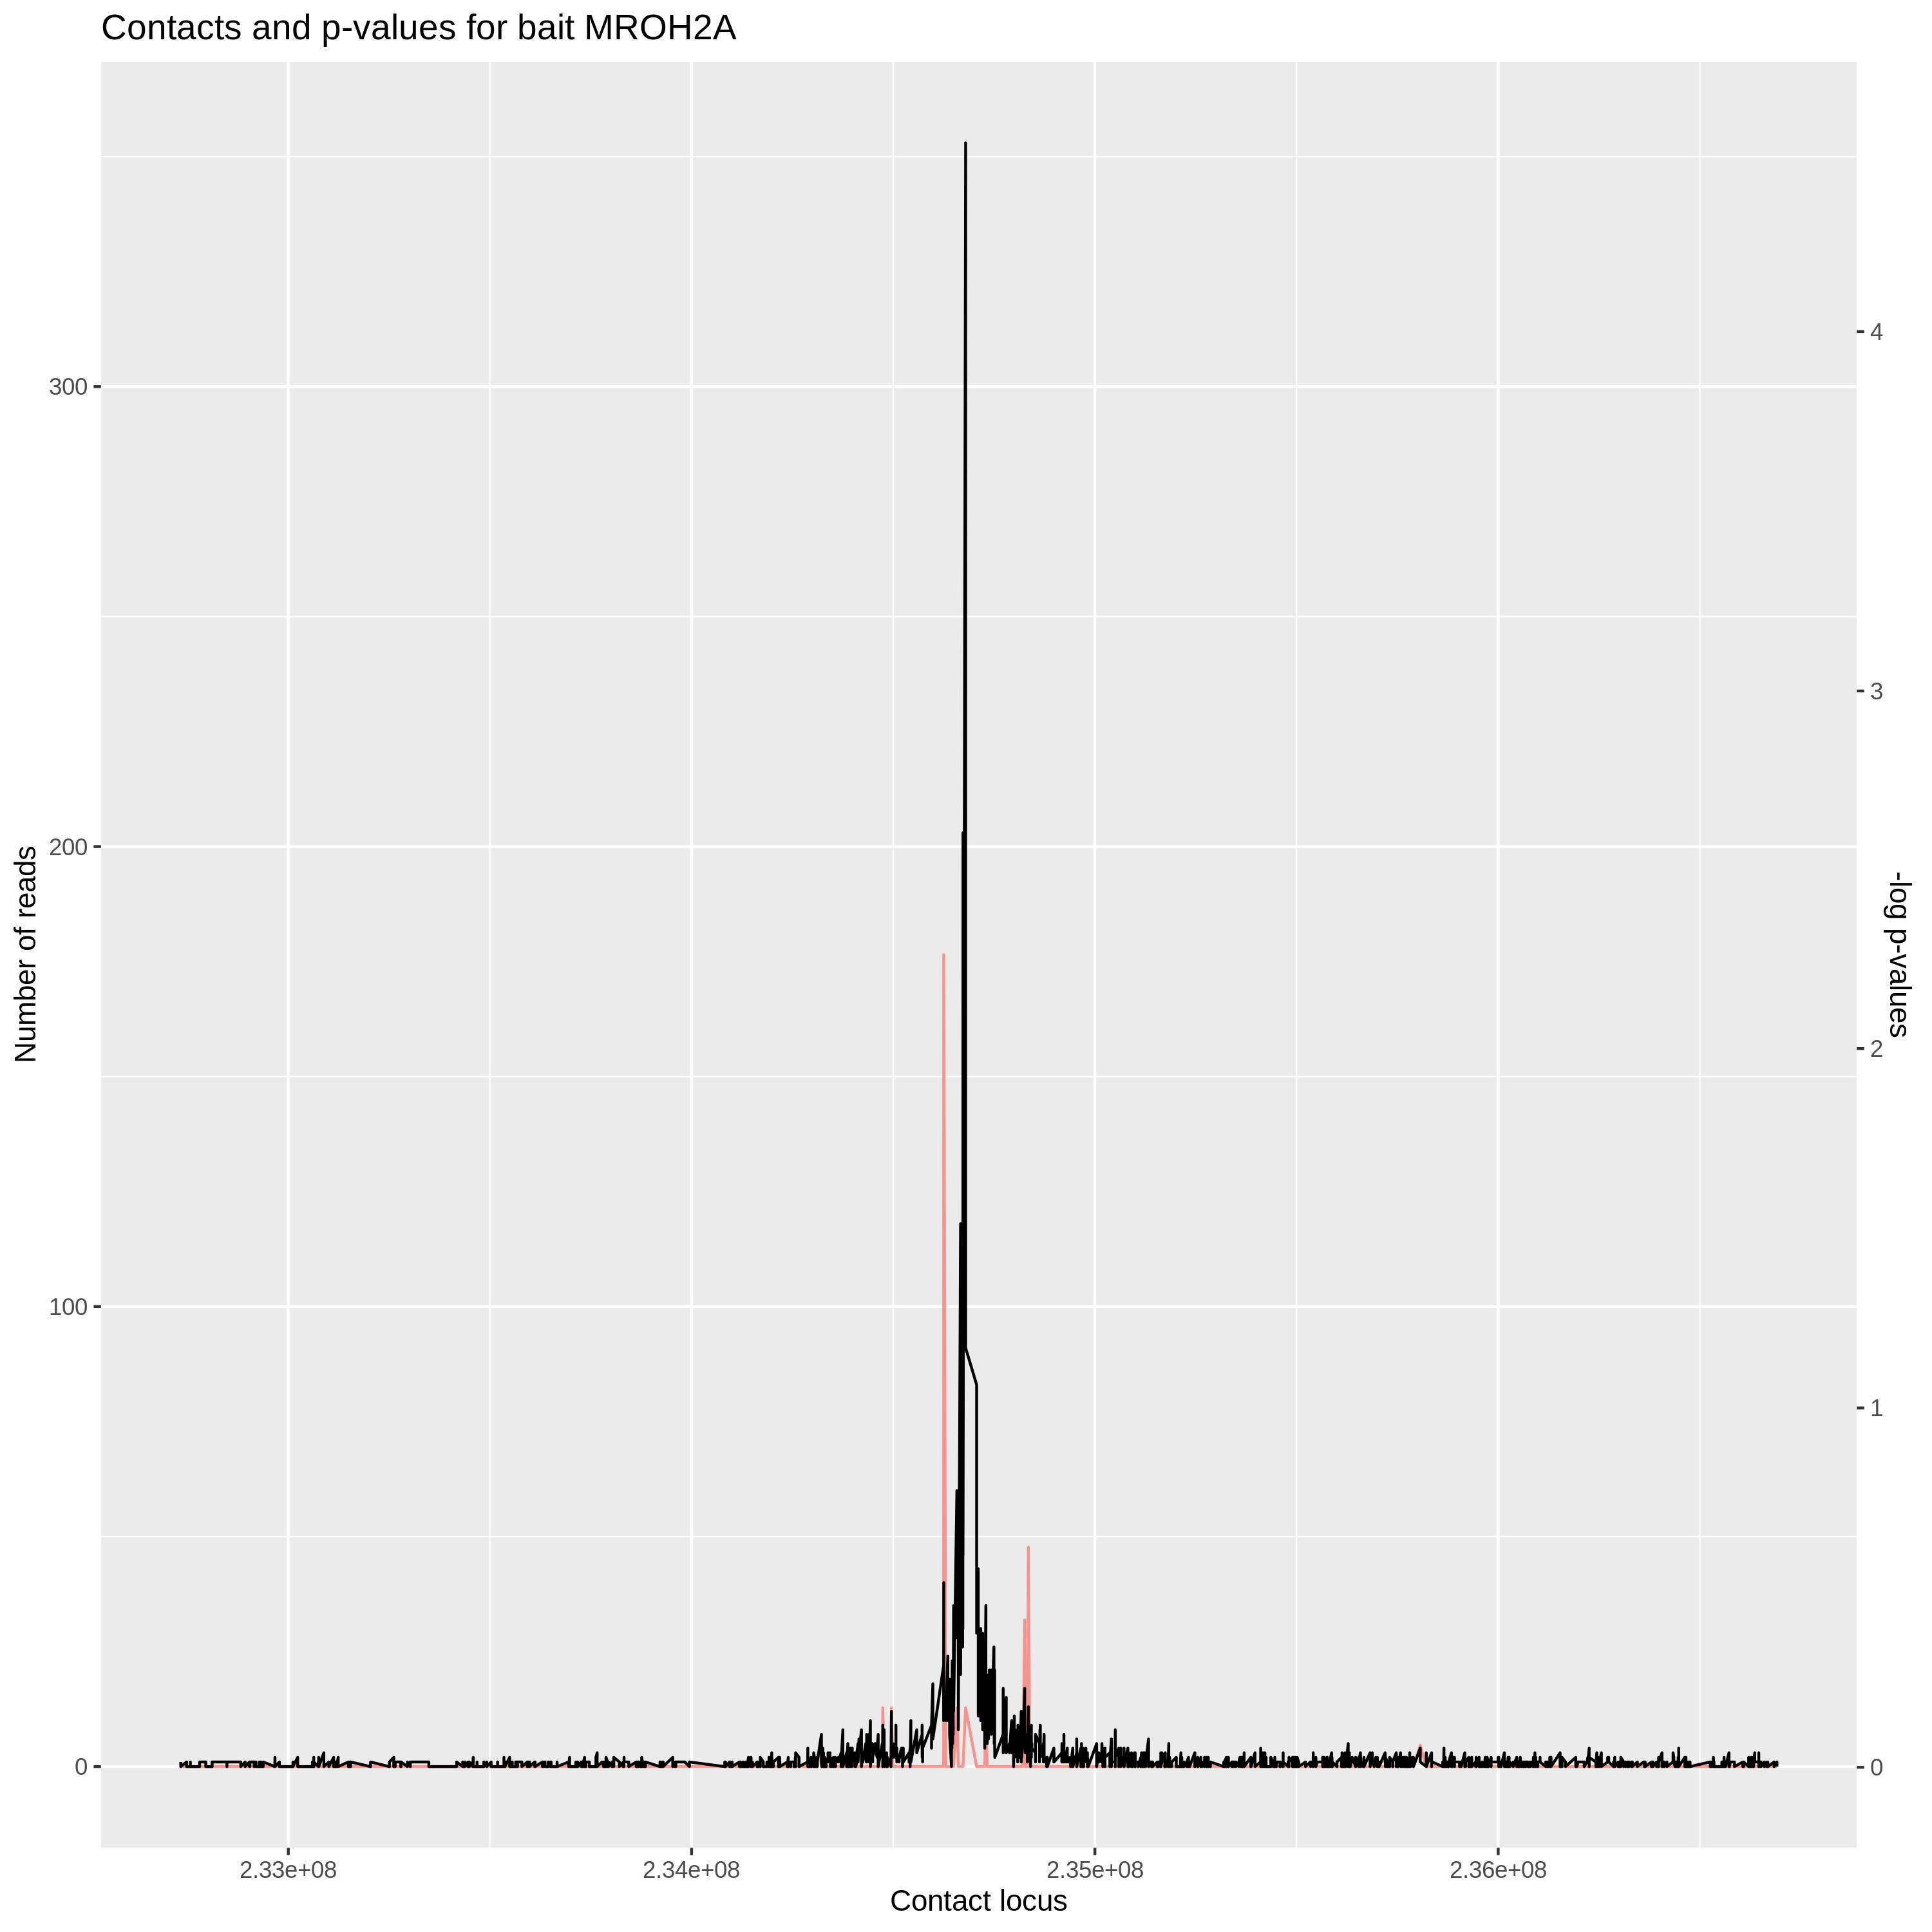 Contacts and p-values for bait MROH2A
Number of reads
300
200
100
0
4
3
2
1
0
-log p-values
2.33e+08
2.34e+08
2.35e+08
2.36e+08
Contact locus